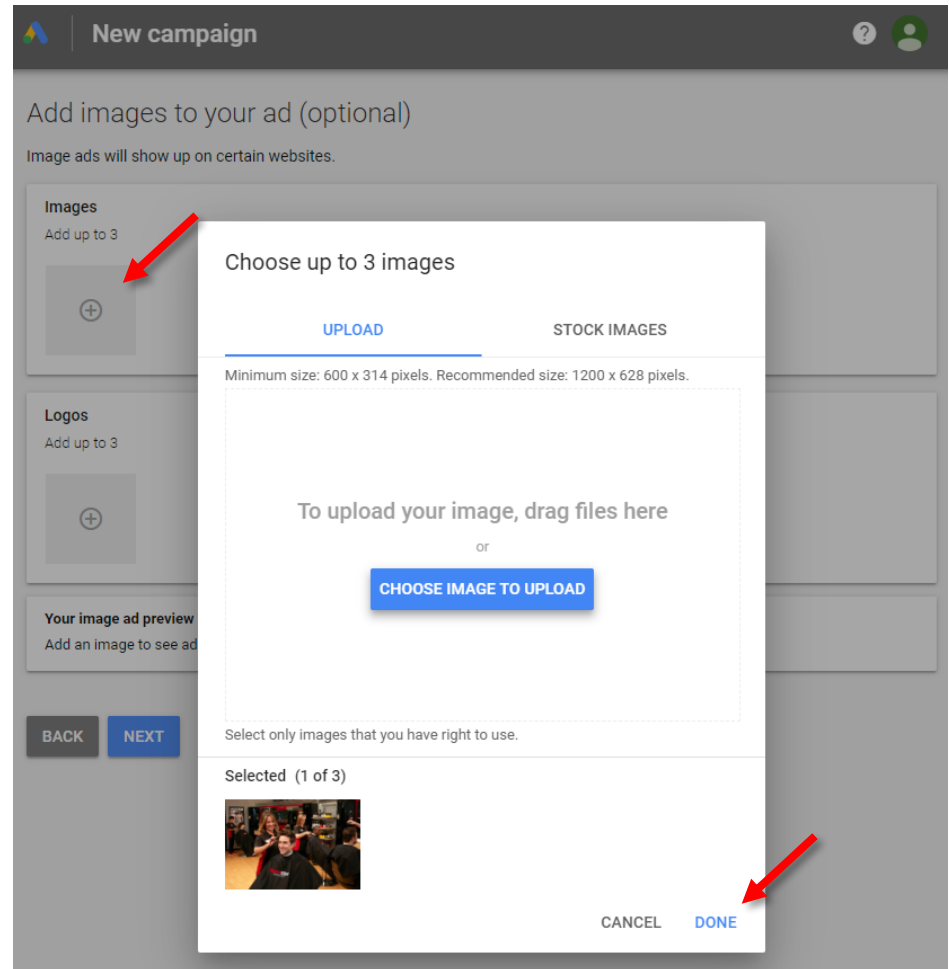 New campaign
Add images to your ad (optional)
Image ads will show up on certain websites.
Images
Add up to 3
Choose up to 3 images
UPLOAD
STOCK IMAGES
Minimum size: 600 x 314 pixels. Recommended size: 1200 x 628 pixels.
To upload your image, drag files here
or
CHOOSE IMAGE TO UPLOAD
Select only images that you have right to use.
Selected (1 of 3)
CANCEL
DONE
Logos
Add up to 3
Your image ad preview
Add an image to see ad
BACK
NEXT